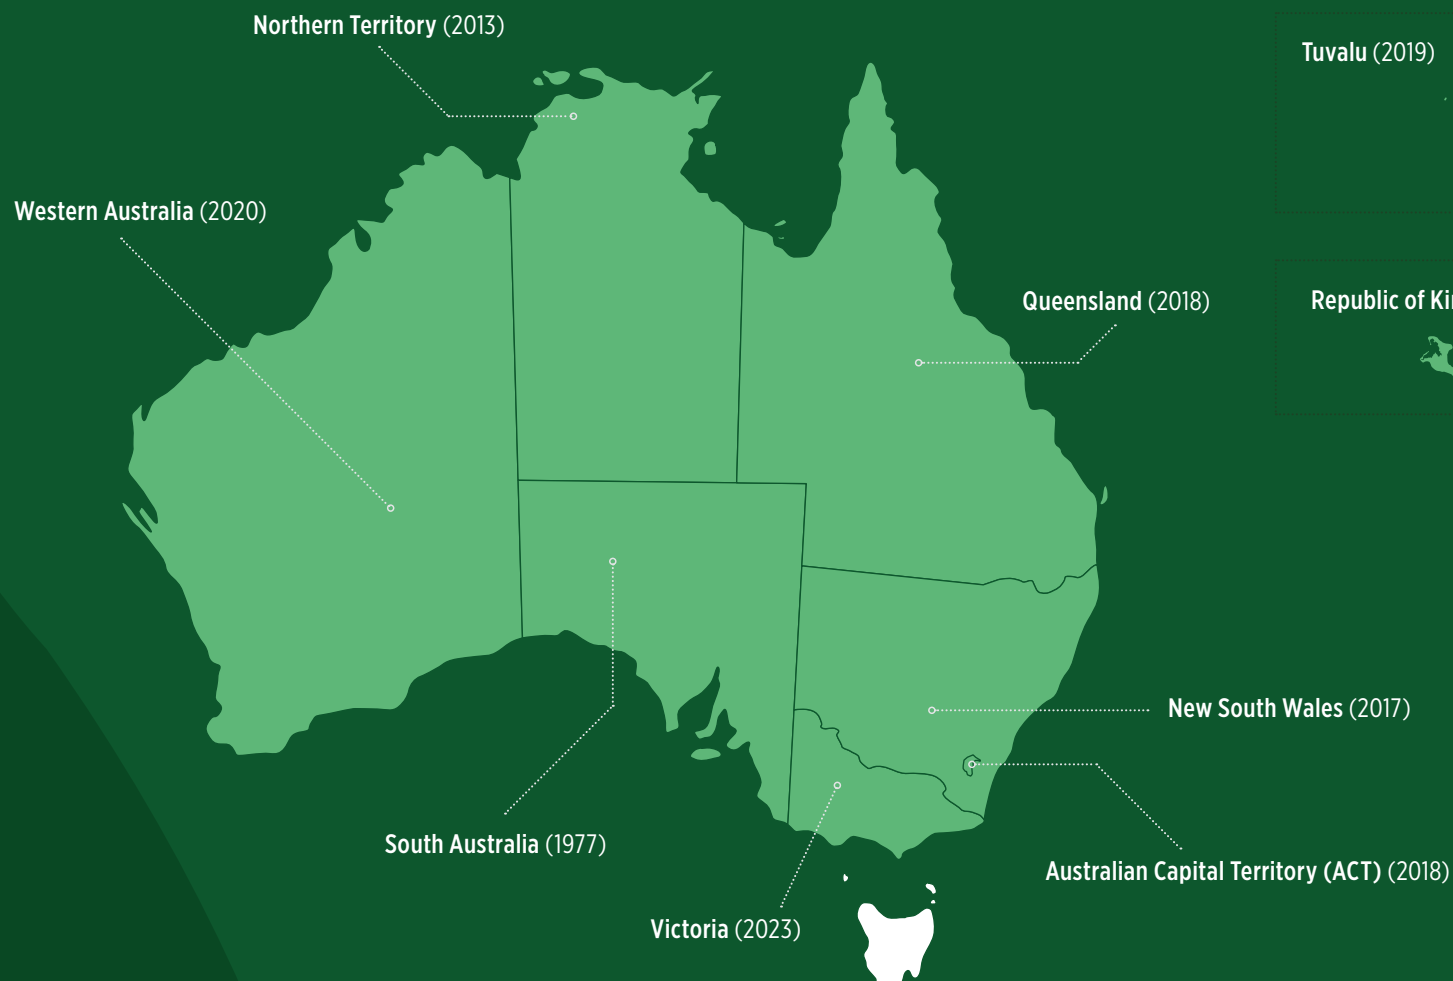 Northern Territory (2013)
Tuvalu (2019)
Western Australia (2020)
Queensland (2018)
Republic of
New South Wales (2017)
South Australia (1977)
Australian Capital Territory (ACT) (2018)
Victoria (2023)